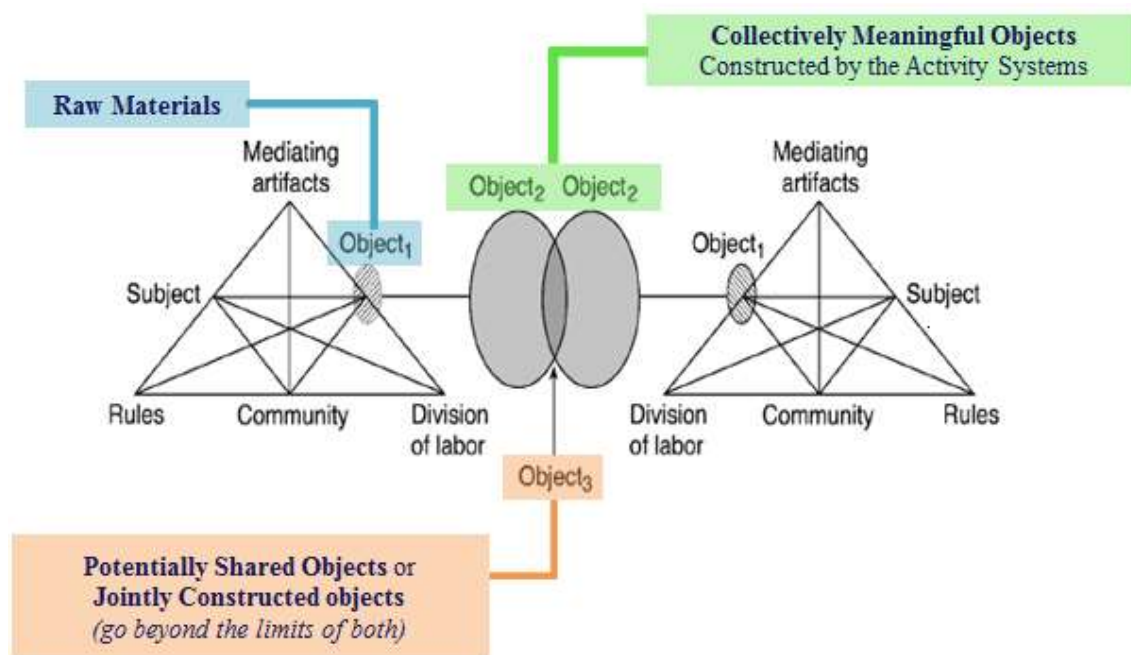 Collectively Meaningful Objects
Constructed by the Activity Systems
Raw Materials
Mediating
artifacts
Object1
Subject
Rules
Community
Division
of labor
Object2 Object2
Mediating
artifacts
Object1
Subject
Division
of labor
Community
Rules
Object3
Potentially Shared Objects or
Jointly Constructed objects
(go beyond the limits of both)